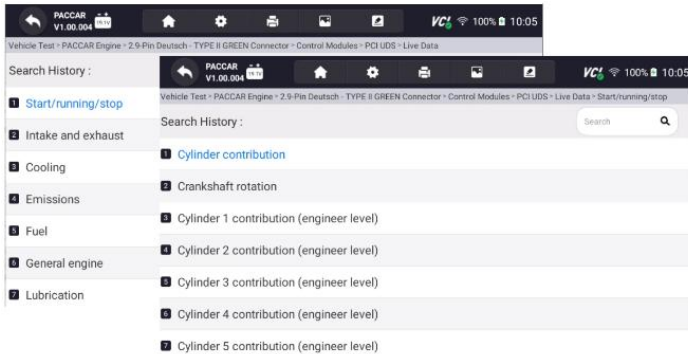 PACCAR
V1.00.004
VCI
100%
10:05
Vehicle Test > PACCAR Engine > 2.9-Pin Deutsch - TYPE II GREEN Connector > Control Modules > PCI UDS > Live Data
Search History :
1 Start/running/stop
2 Intake and exhaust
3 Cooling
4 Emissions
5 Fuel
6 General engine
7 Lubrication
PACCAR
V1.00.004
VCI
100%
10:05
Vehicle Test > PACCAR Engine > 2.9-Pin Deutsch - TYPE II GREEN Connector > Control Modules > PCI UDS > Live Data > Start/running/stop
Search History :
Search
1 Cylinder contribution
2 Crankshaft rotation
3 Cylinder 1 contribution (engineer level)
4 Cylinder 2 contribution (engineer level)
5 Cylinder 3 contribution (engineer level)
6 Cylinder 4 contribution (engineer level)
7 Cylinder 5 contribution (engineer level)